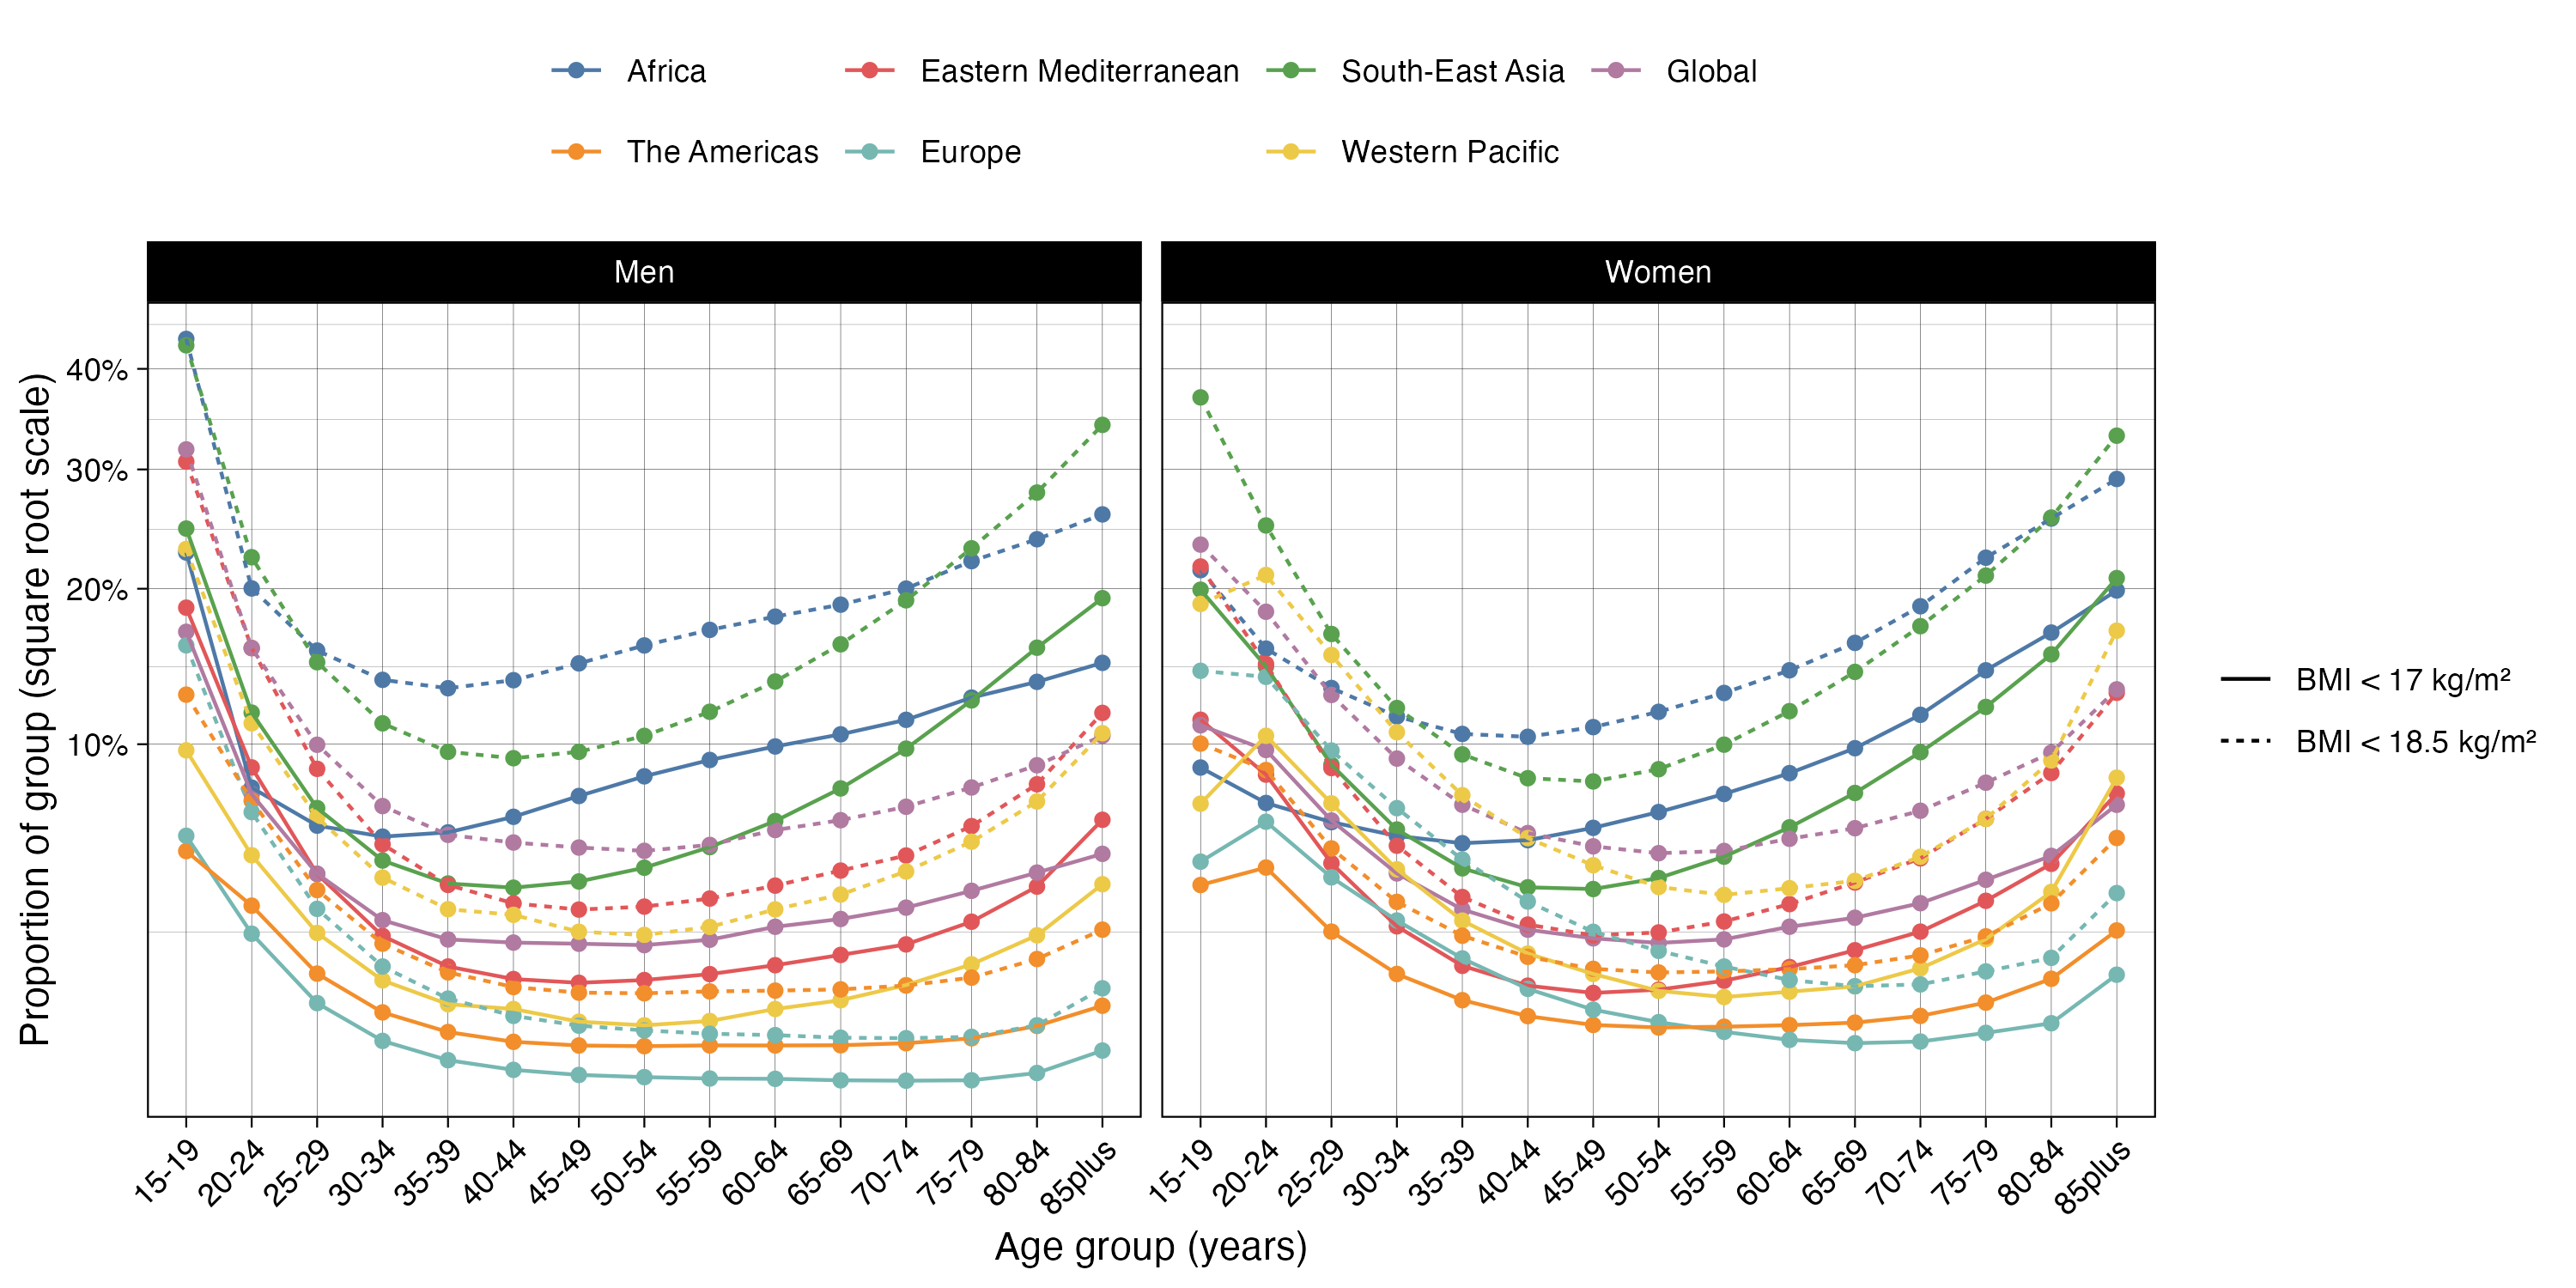 Africa
Eastern Mediterranean
South-East Asia
Global
The Americas
Europe
Western Pacific
Men
Women
Proportion of group (square root scale)
40%
30%
20%
10%
BMI < 17 kg/m²
BMI < 18.5 kg/m²
15-19
20-24
25-29
30-34
35-39
40-44
45-49
50-54
55-59
60-64
65-69
70-74
75-79
80-84
85plus
15-19
20-24
25-29
30-34
35-39
40-44
45-49
50-54
55-59
60-64
65-69
70-74
75-79
80-84
85plus
Age group (years)